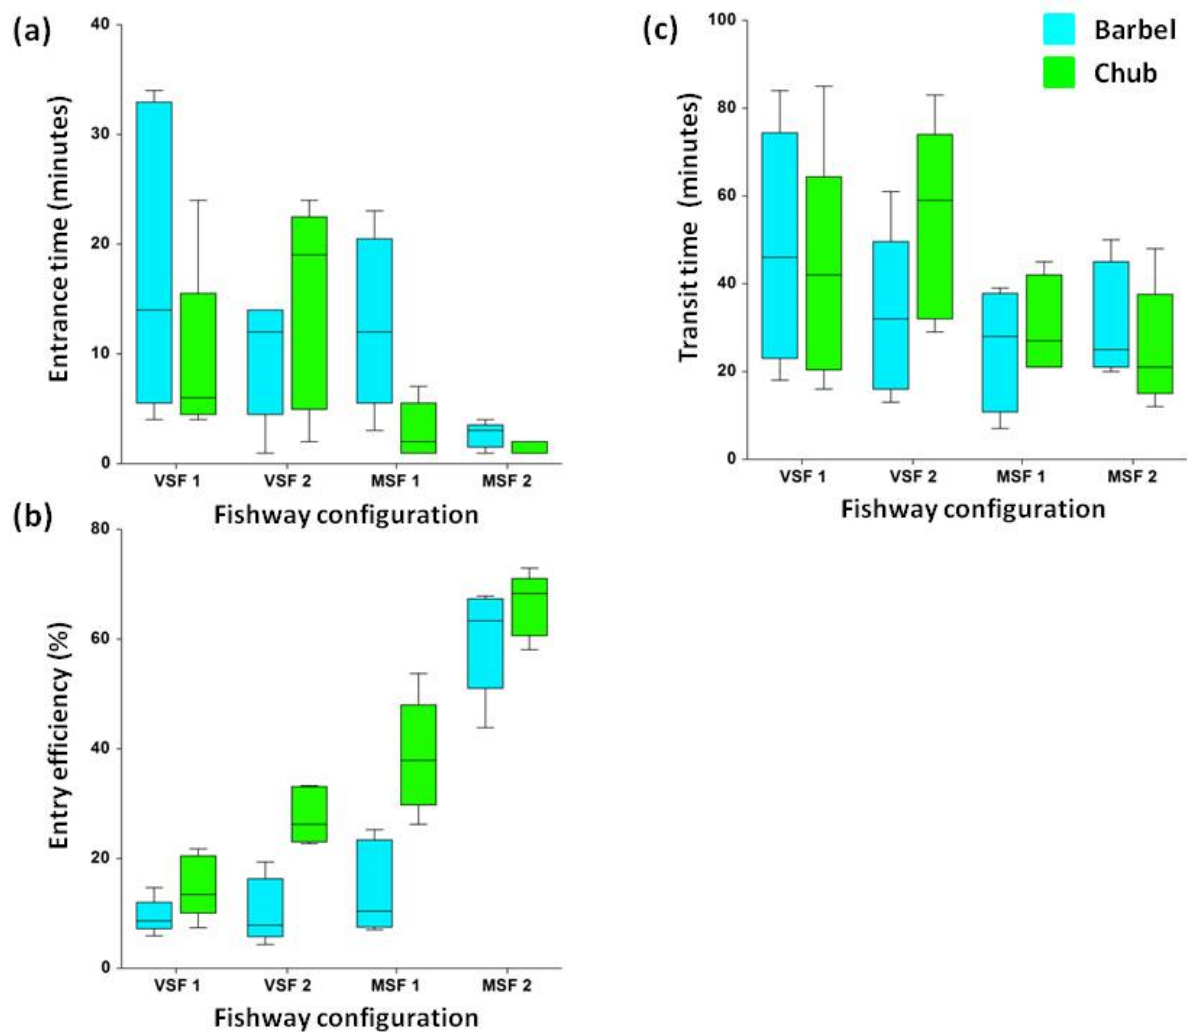 (a)
40
30
20
10
0
Entrance time (minutes)
VSF 1 VSF 2 MSF 1 MSF 2
Fishway configuration
(c)
100
80
60
40
20
0
Transit time (minutes)
VSF 1 VSF 2 MSF 1 MSF 2
Fishway configuration
Barbel
Chub
(b)
80
60
40
20
0
Entry efficiency (%)
VSF 1 VSF 2 MSF 1 MSF 2
Fishway configuration